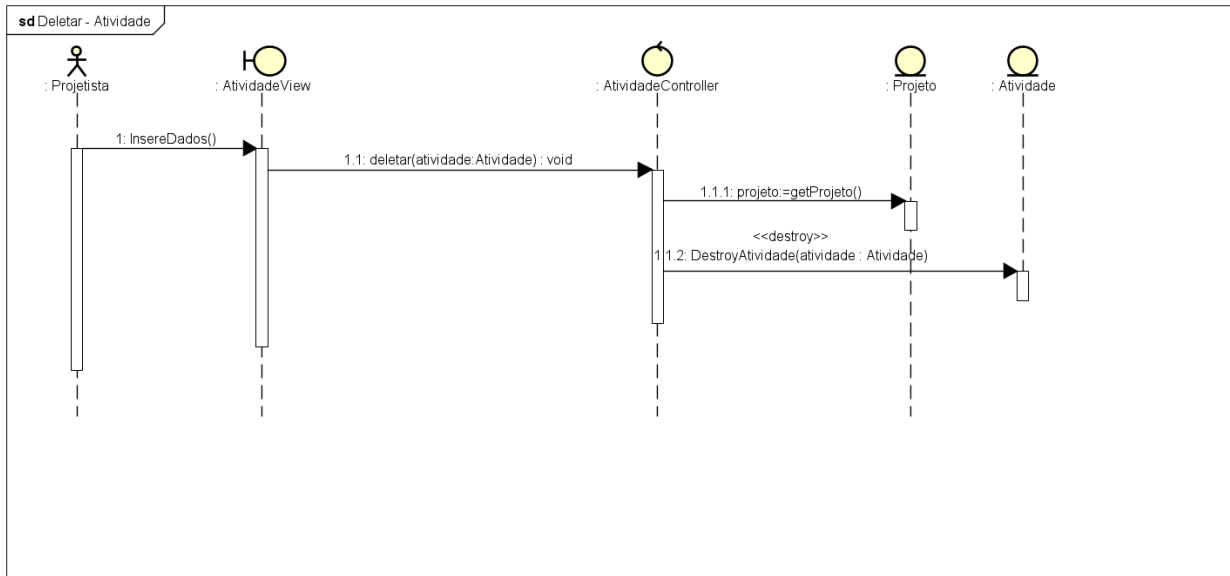 sd Deletar - Atividade
: Projetista
: AtividadeView
: AtividadeController
: Projeto
: Atividade
1: InsereDados()
1.1: deletar(atividade:Atividade) : void
1.1.1: projeto:=getProjeto()
<<destroy>>
1.1.2: DestroyAtividade(atividade : Atividade)